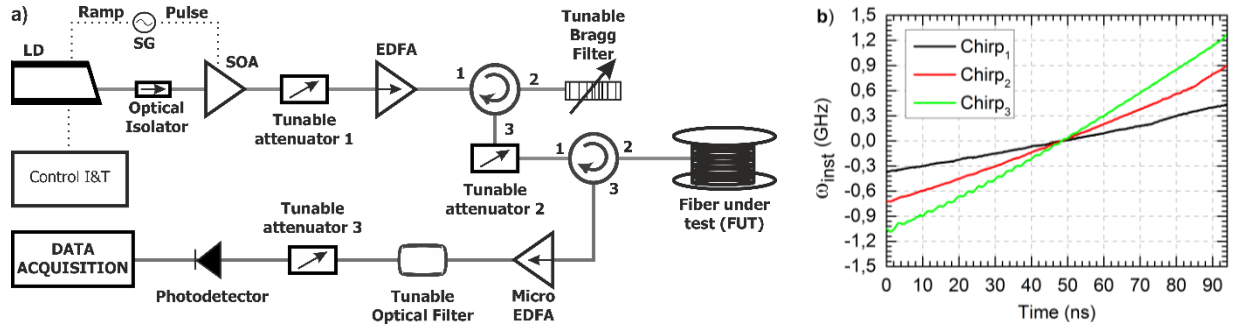 a)
Ramp
Pulse
SG
LD
SOA
Optical
Isolator
Tunable
attenuator 1
EDFA
1
2
3
Tunable
Bragg
Filter
Control I&T
Tunable
attenuator 2
1
2
3
Fiber under
test (FUT)
DATA
ACQUISITION
Photodetector
Tunable
attenuator 3
Tunable
Optical Filter
Micro
EDFA
b)
1,5
1,2
0,9
0,6
0,3
0,0
-0,3
-0,6
-0,9
-1,2
-1,5
ωinst (GHz)
Chirp1
Chirp2
Chirp3
0 10 20 30 40 50 60 70 80 90
Time (ns)